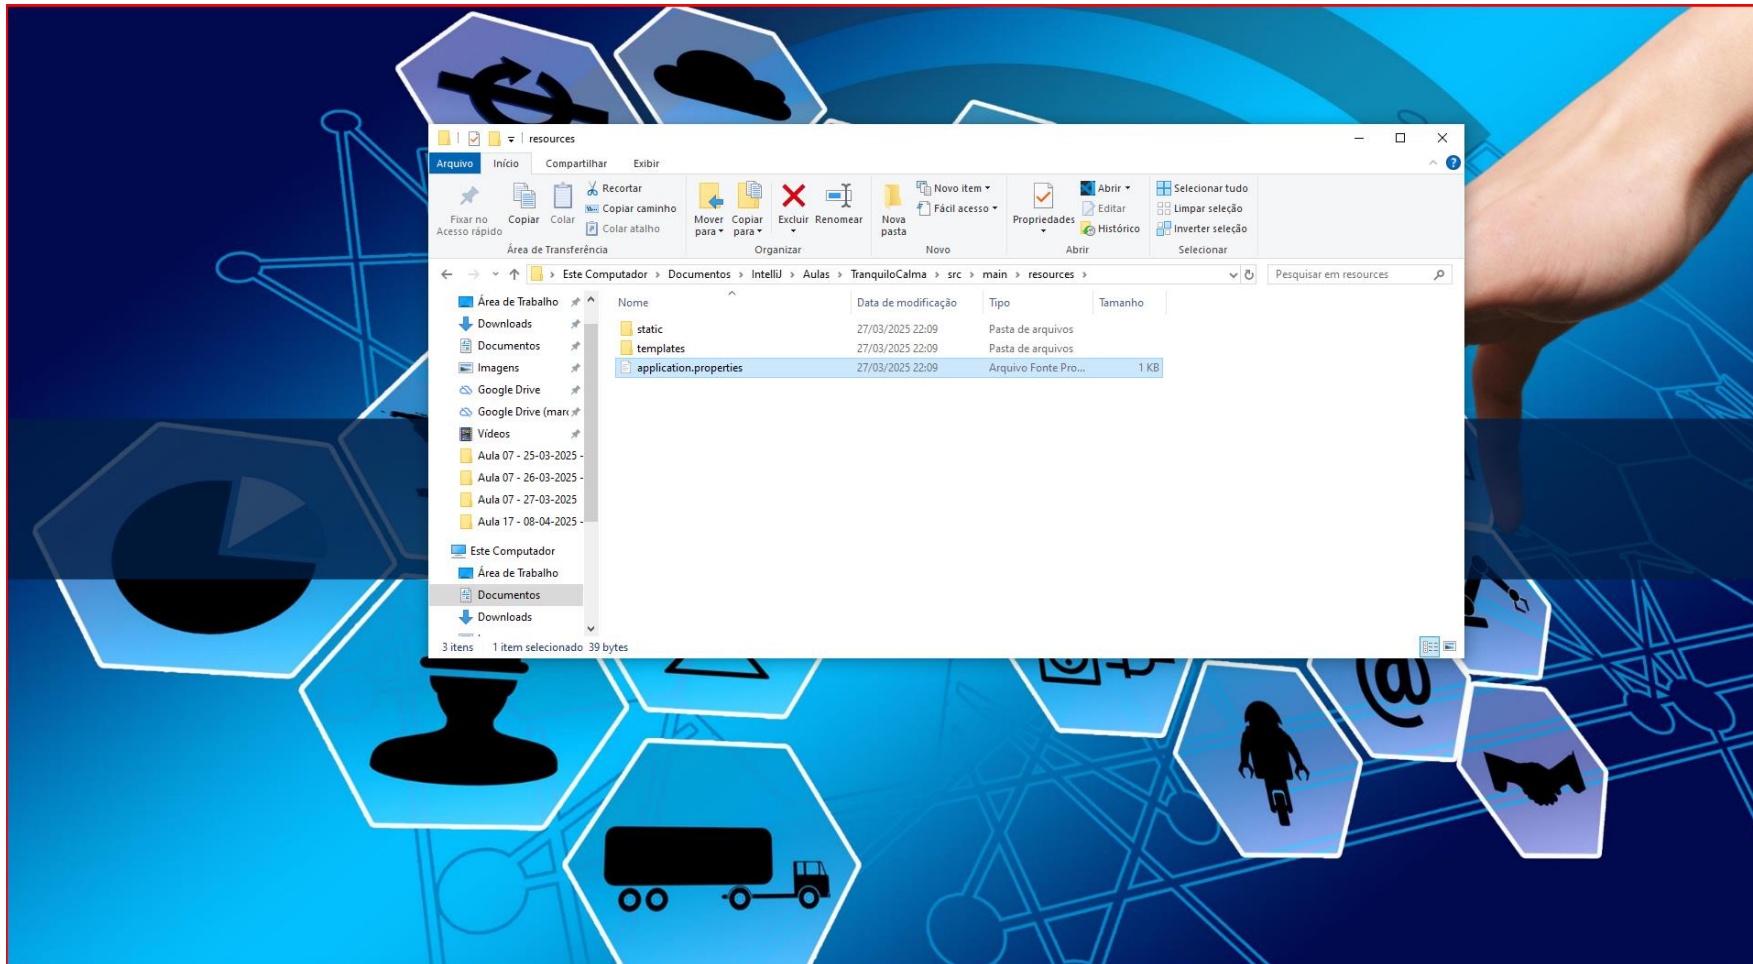 resources
Arquivo Início Compartilhar Exibir
Fixar no
Acesso rápido
Copiar
Colar
Recortar
Copiar caminho
Colar atalho
Área de Transferência
Mover
para
Copiar
para
Excluir
Renomear
Organizar
Nova
pasta
Novo item
Fácil acesso
Novo
Propriedades
Abrir
Editar
Histórico
Abrir
Selecionar tudo
Limpar seleção
Inverter seleção
Selecionar
Este Computador > Documentos > IntelliJ > Aulas > TranquiloCalma > src > main > resources >
Pesquisar em resources
Área de Trabalho
Downloads
Documentos
Imagens
Google Drive
Google Drive (marc
Vídeos
Aula 07 - 25-03-2025 -
Aula 07 - 26-03-2025 -
Aula 07 - 27-03-2025
Aula 17 - 08-04-2025 -
Este Computador
Área de Trabalho
Documentos
Downloads
Nome Data de modificação Tipo Tamanho
static 27/03/2025 22:09 Pasta de arquivos
templates 27/03/2025 22:09 Pasta de arquivos
application.properties 27/03/2025 22:09 Arquivo Fonte Pro... 1 KB
3 itens 1 item selecionado 39 bytes
@